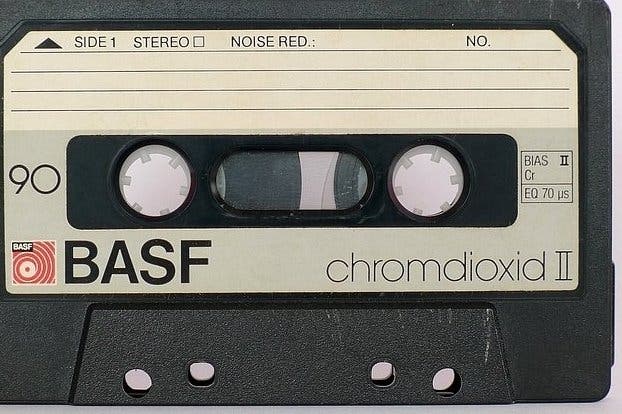 SIDE 1 STEREO NOISE RED.: NO.
90
BIAS II
Cr
EQ 70 µs
BASF
BASF
chromdioxid II